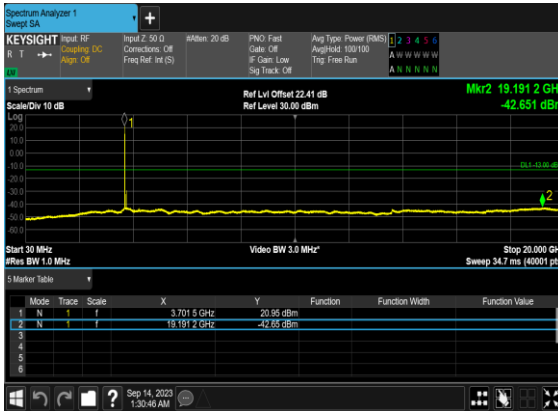 Spectrum Analyzer 1
Swept SA
+
KEYSIGHT Input: RF Input Z: 50 Ω #Atten: 20 dB PNO: Fast Avg Type: Power (RMS) 1 2 3 4 5 6
R T Coupling: DC Corrections: Off Gate: Off Avg|Hold: 100/100 A W W W W W
Align: Off Freq Ref: Int (S) IF Gain: Low Trig: Free Run
Sig Track: Off A N N N N N
1 Spectrum Ref Lvl Offset 22.41 dB Mkr2 19.191 2 GH
Scale/Div 10 dB Ref Level 30.00 dBm -42.651 dBr
Log
1
20.0
10.0
0.00
-10.0 DL1 -13.00 dB
-20.0
-30.0
-40.0 2
-50.0
-60.0
Start 30 MHz Video BW 3.0 MHz* Stop 20.000 GH
#Res BW 1.0 MHz Sweep 34.7 ms (40001 pt
5 Marker Table
Mode Trace Scale X Y Function Function Width Function Value
1 N 1 f 3.701 5 GHz 20.95 dBm
2 N 1 f 19.191 2 GHz -42.65 dBm
3
4
5
6
? Sep 14, 2023
1:30:46 AM